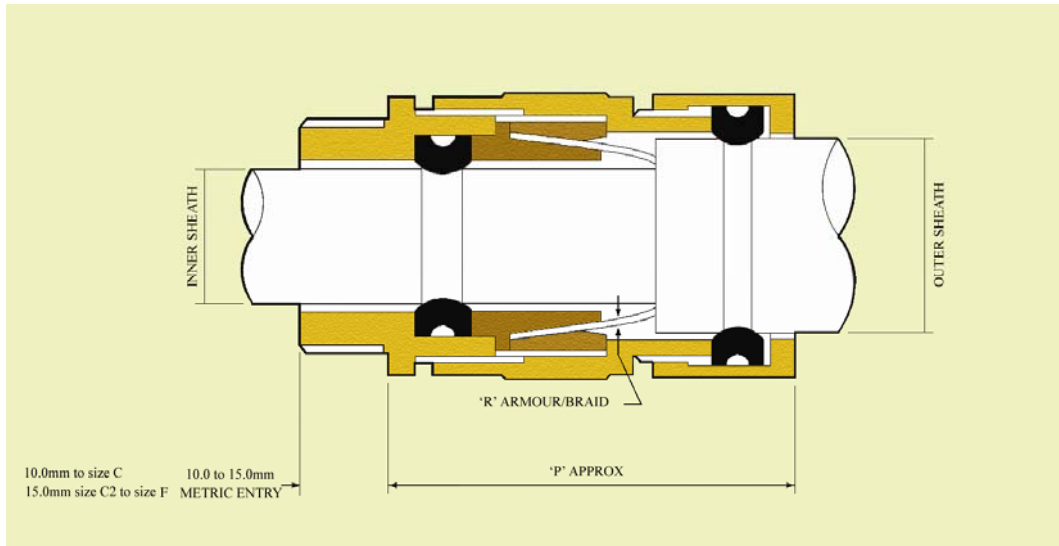 INNER SHEATH
OUTER SHEATH
‘R’ ARMOUR/BRAID
10.0mm to size C
15.0mm size C2 to size F
10.0 to 15.0mm
METRIC ENTRY
‘P’ APPROX